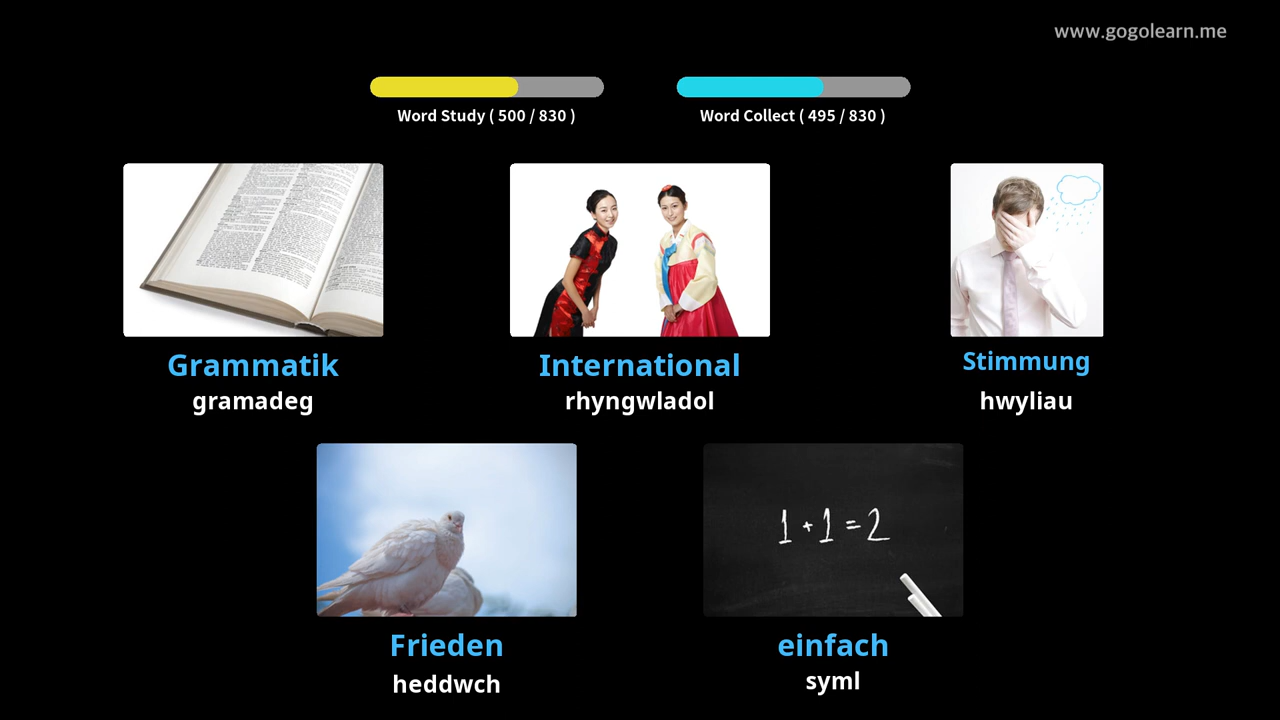 www.gogolearn.me
Word Study ( 500 / 830 )
Word Collect ( 495 / 830 )
Grammatik
gramadeg
International
rhyngwladol
Stimmung
hwyliau
1+1=2
Frieden
heddwch
einfach
syml